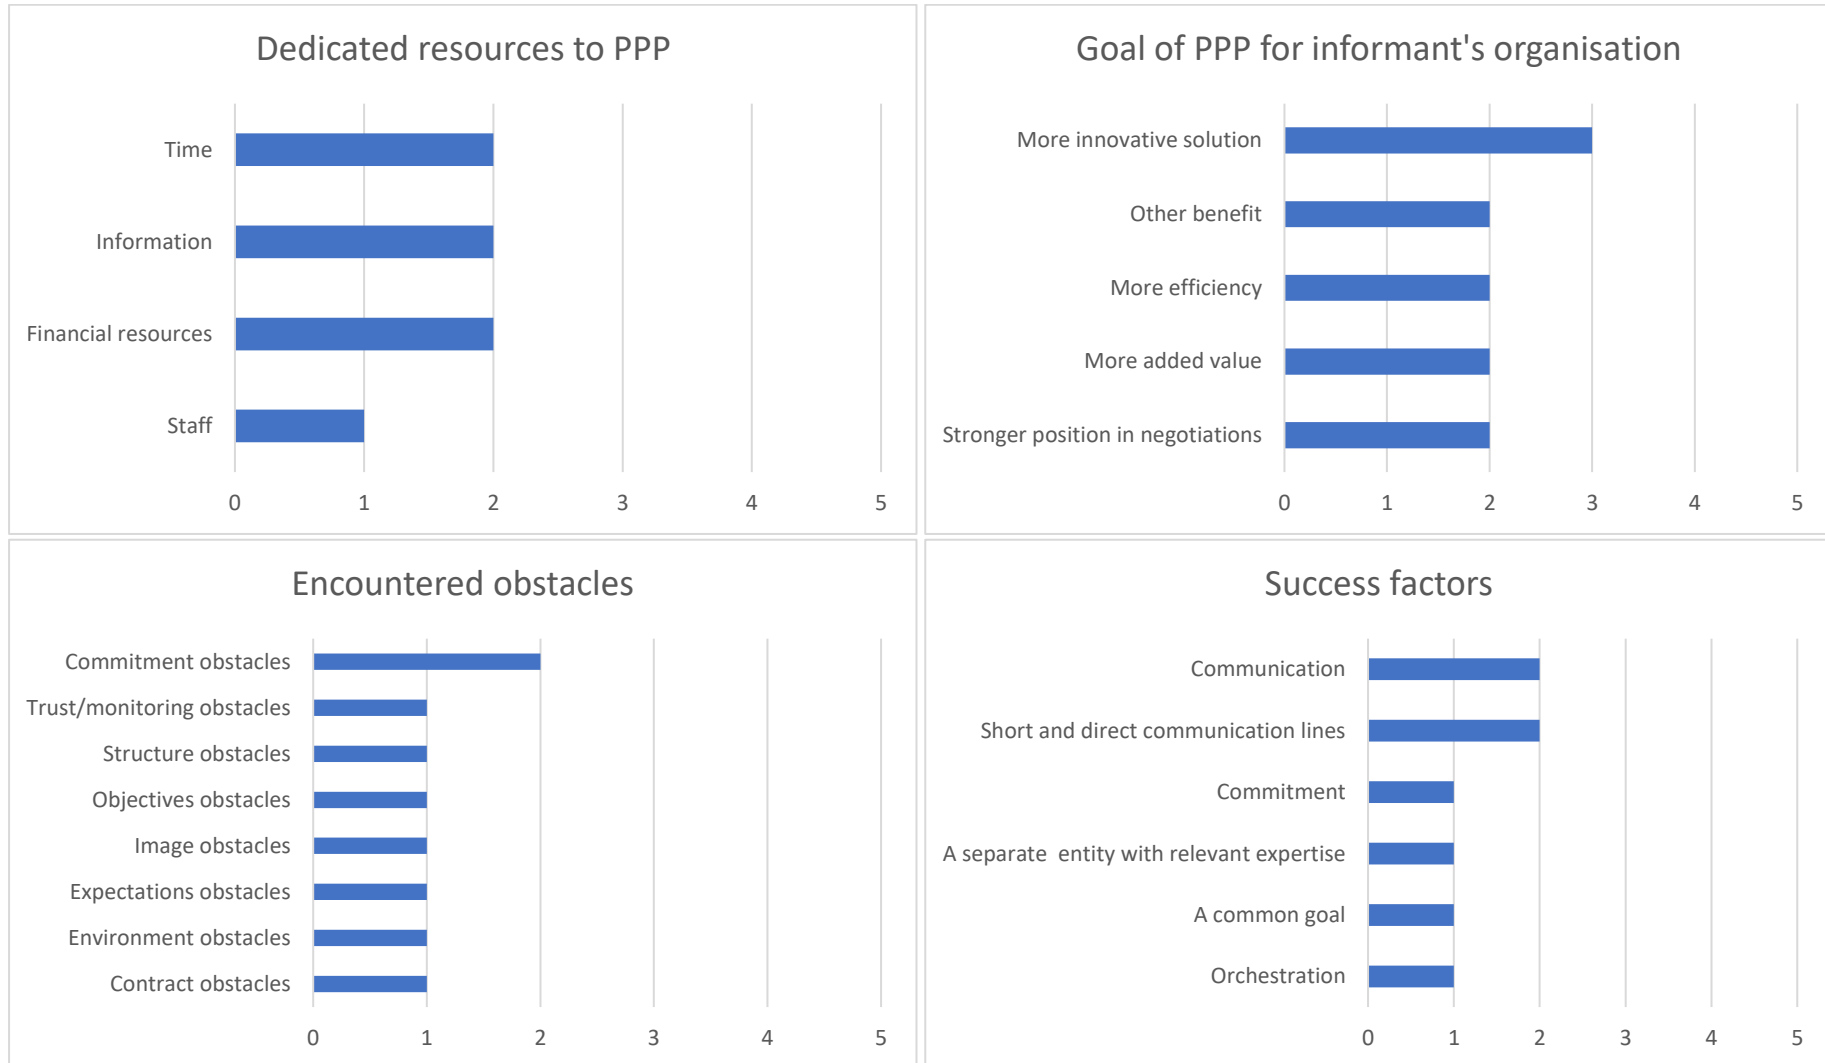 Dedicated resources to PPP
Time
Information
Financial resources
Staff
0 1 2 3 4 5
Goal of PPP for informant's organisation
More innovative solution
Other benefit
More efficiency
More added value
Stronger position in negotiations
0 1 2 3 4 5
Encountered obstacles
Commitment obstacles
Trust/monitoring obstacles
Structure obstacles
Objectives obstacles
Image obstacles
Expectations obstacles
Environment obstacles
Contract obstacles
0 1 2 3 4 5
Success factors
Communication
Short and direct communication lines
Commitment
A separate entity with relevant expertise
A common goal
Orchestration
0 1 2 3 4 5